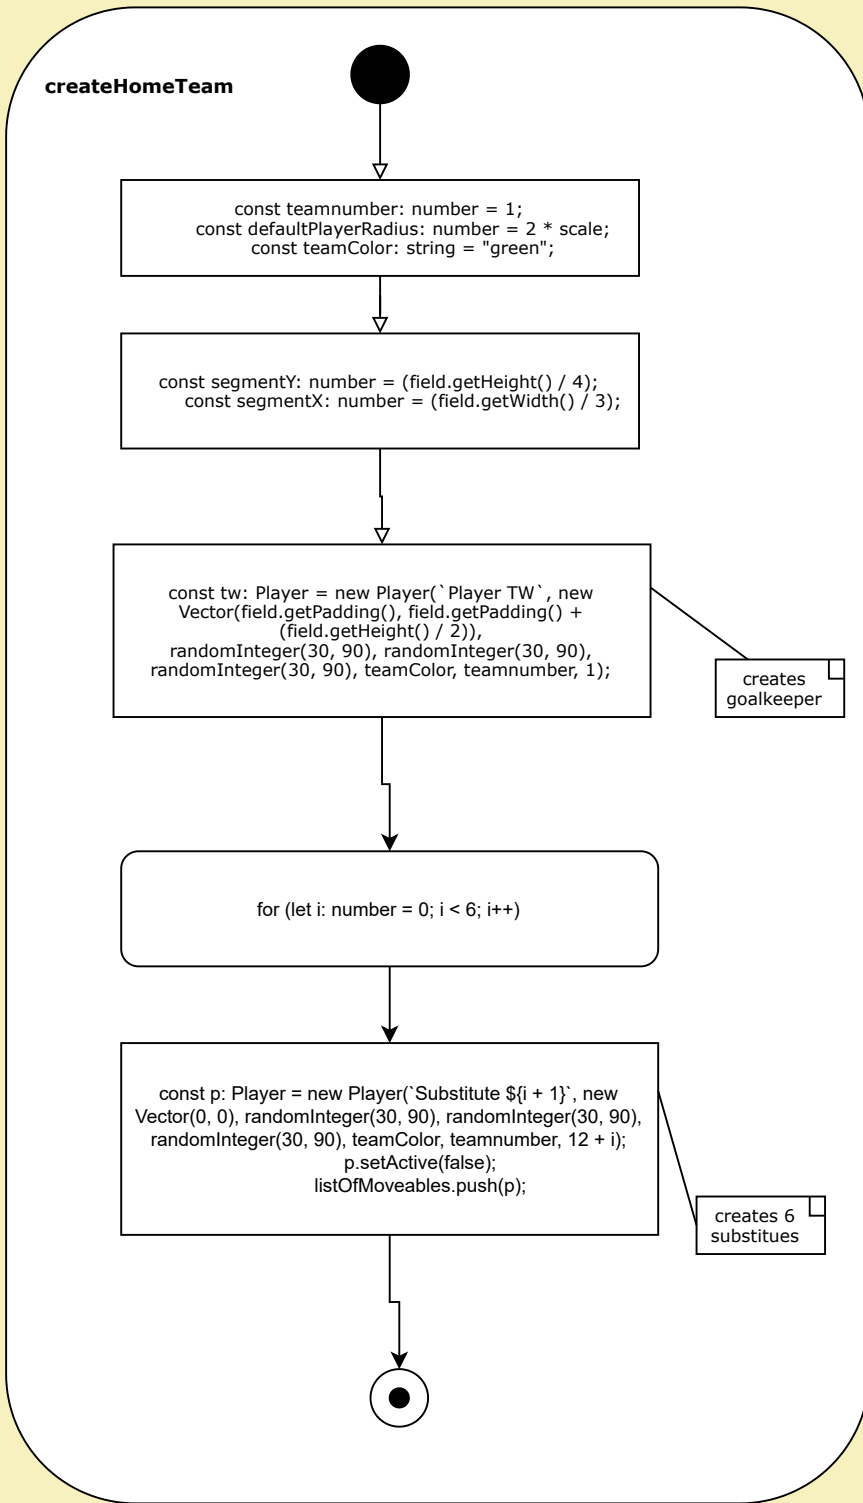 createHomeTeam
const teamnumber: number = 1;
const defaultPlayerRadius: number = 2 * scale;
const teamColor: string = "green";
const segmentY: number = (field.getHeight() / 4);
const segmentX: number = (field.getWidth() / 3);
const tw: Player = new Player(`Player TW`, new
Vector(field.getPadding(), field.getPadding() +
(field.getHeight() / 2)),
randomInteger(30, 90), randomInteger(30, 90),
randomInteger(30, 90), teamColor, teamnumber, 1);
creates
goalkeeper
for (let i: number = 0; i < 6; i++)
const p: Player = new Player(`Substitute ${i + 1}`, new
Vector(0, 0), randomInteger(30, 90), randomInteger(30, 90),
randomInteger(30, 90), teamColor, teamnumber, 12 + i);
p.setActive(false);
listOfMoveables.push(p);
creates 6
substitues